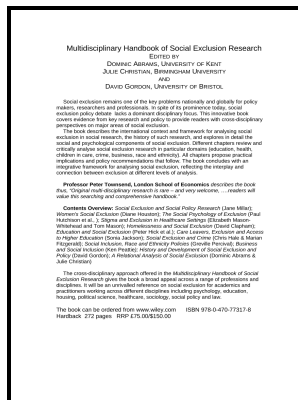 Multidisciplinary Handbook of Social Exclusion Research
EDITED BY
DOMINIC ABRAMS, UNIVERSITY OF KENT
JULIE CHRISTIAN, BIRMINGHAM UNIVERSITY
AND
DAVID GORDON, UNIVERSITY OF BRISTOL
Social exclusion remains one of the key problems nationally and globally for policy
makers, researchers and professionals. In spite of its prominence today, social
exclusion policy debate lacks a dominant disciplinary focus. This innovative book
covers evidence from key research and policy to provide readers with cross-disciplinary
perspectives on major areas of social exclusion.
The book describes the international context and framework for analysing social
exclusion in social research, the history of such research, and explores in detail the
social and psychological components of social exclusion. Different chapters review and
critically analyse social exclusion research in particular domains (education, health,
children in care, crime, business, race and ethnicity). All chapters propose practical
implications and policy recommendations that follow. The book concludes with an
integrative framework for analysing social exclusion, reflecting the interplay and
connection between exclusion at different levels of analysis.
Professor Peter Townsend, London School of Economics describes the book
thus, "Original multi-disciplinary research is rare – and very welcome, ... ...readers will
value this searching and comprehensive handbook."
Contents Overview: Social Exclusion and Social Policy Research (Jane Millar);
Women's Social Exclusion (Diane Houston); The Social Psychology of Exclusion (Paul
Hutchison et al.,); Stigma and Exclusion in Healthcare Settings (Elizabeth Mason-
Whitehead and Tom Mason); Homelessness and Social Exclusion (David Clapham);
Education and Social Exclusion (Peter Hick et al.); Care Leavers, Exclusion and Access
to Higher Education (Sonia Jackson); Social Exclusion and Crime (Chris Hale & Marian
Fitzgerald); Social Inclusion, Race and Ethnicity Policies (Greville Percival); Business
and Social Inclusion (Ken Peattie); History and Development of Social Exclusion and
Policy (David Gordon); A Relational Analysis of Social Exclusion (Dominic Abrams &
Julie Christian)
The cross-disciplinary approach offered in the Multidisciplinary Handbook of Social
Exclusion Research gives the book a broad appeal across a range of professions and
disciplines. It will be an unrivalled reference on social exclusion for academics and
practitioners working across different disciplines including psychology, education,
housing, political science, healthcare, sociology, social policy and law.
The book can be ordered from www.wiley.com ISBN 978-0-470-77317-8
Hardback 272 pages RRP £75.00/$150.00